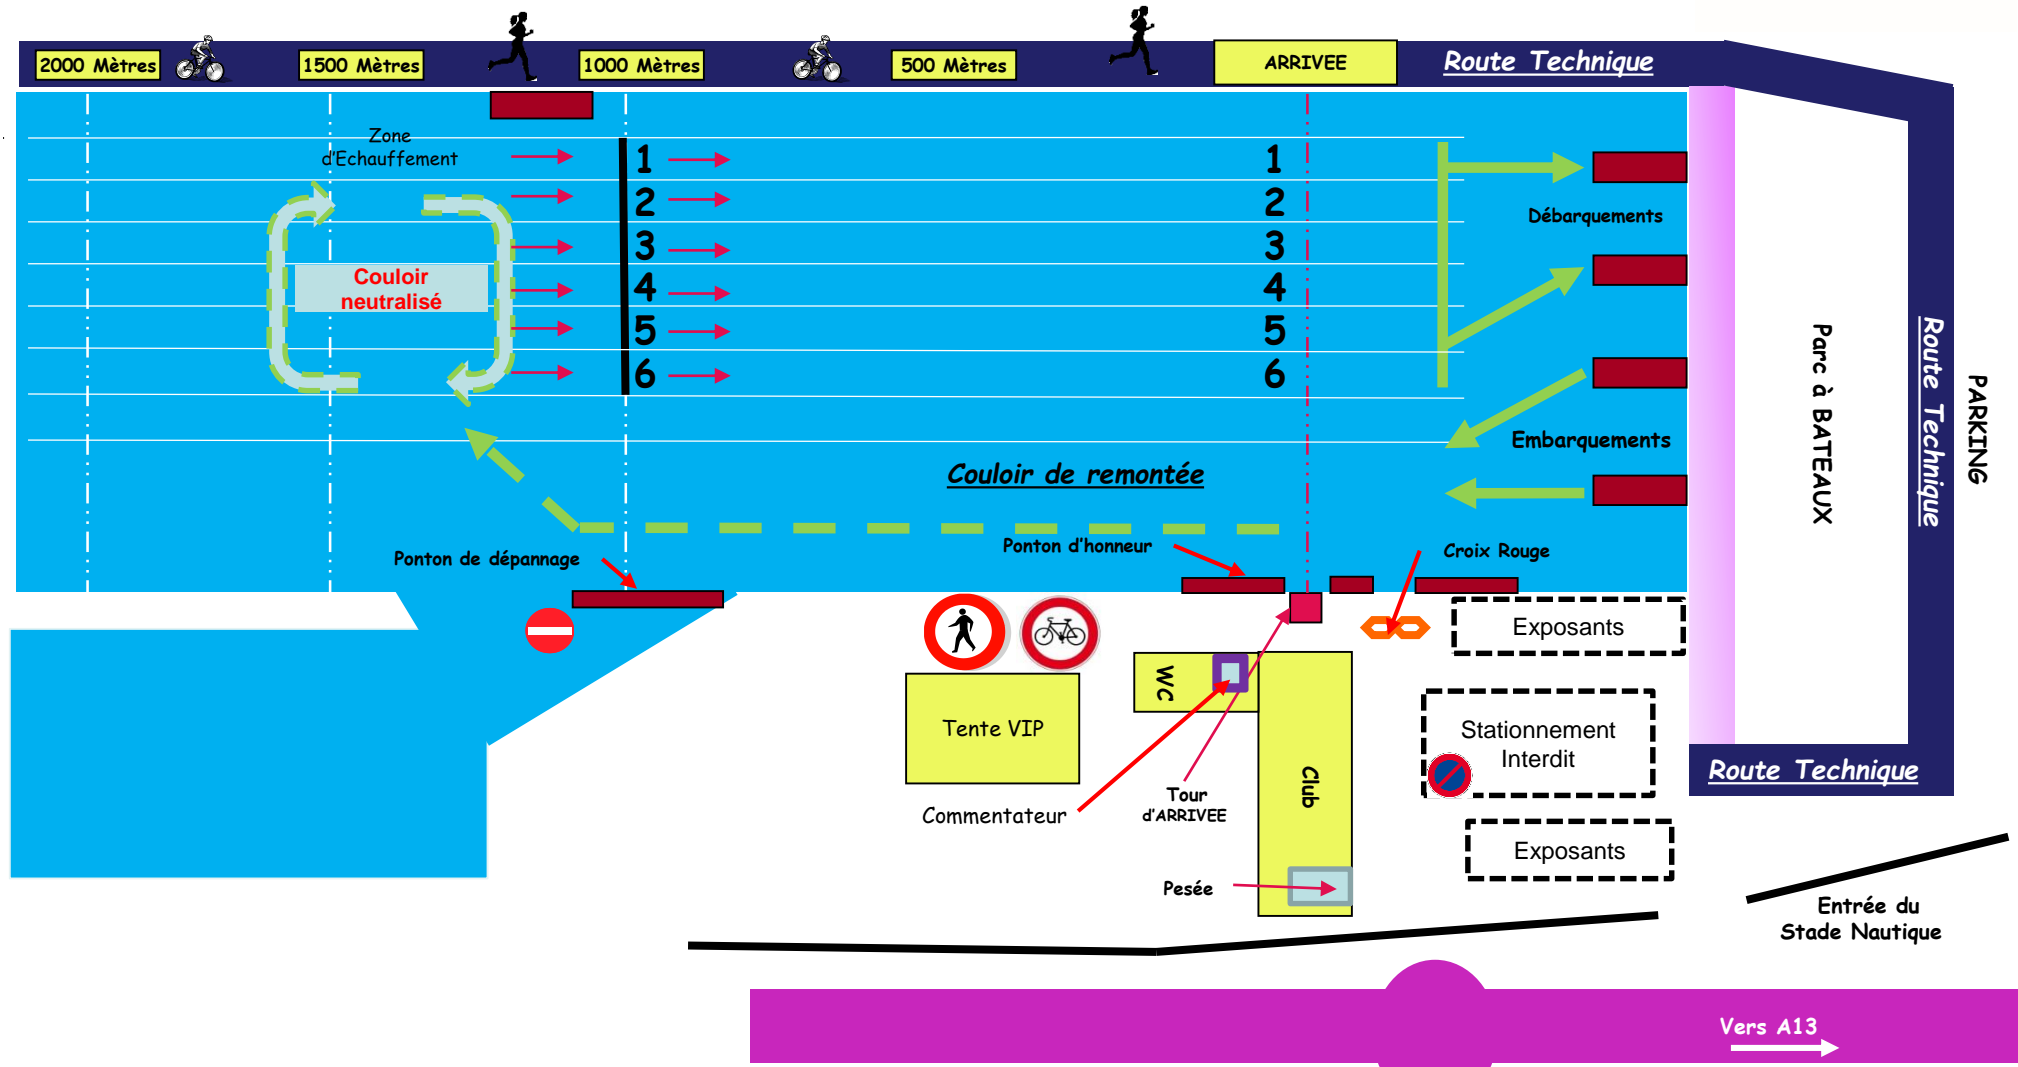 2000 Mètres
1500 Mètres
1000 Mètres
500 Mètres
ARRIVEE
Route Technique
Zone
d'Echauffement
1
2
3
4
5
6
1
2
3
4
5
6
Couloir
neutralisé
Débarquements
Embarquements
Couloir de remontée
Ponton de dépannage
Ponton d'honneur
Croix Rouge
Parc à BATEAUX
Route Technique
PARKING
Exposants
WC
Tente VIP
Stationnement
Interdit
Route Technique
Club
Commentateur
Tour
d'ARRIVEE
Exposants
Pesée
Entrée du
Stade Nautique
Vers A13